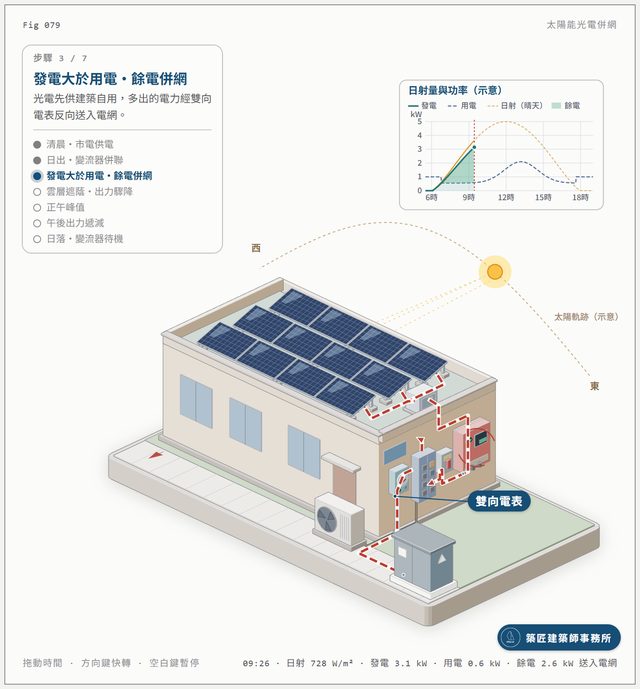 Fig 079
太陽能光電併網
步驟 3 / 7
發電大於用電・餘電併網
光電先供建築自用，多出的電力經雙向
電表反向送入電網。
清晨・市電供電
日出・變流器併聯
發電大於用電・餘電併網
雲層遮蔭・出力驟降
正午峰值
午後出力遞減
日落・變流器待機
日射量與功率（示意）
發電 用電 日射（晴天） 餘電
kW
5
4
3
2
1
0
6時 9時 12時 15時 18時
西
太陽軌跡（示意）
東
雙向電表
築匠建築師事務所
拖動時間 · 方向鍵快轉 · 空白鍵暫停
09:26 · 日射 728 W/m² · 發電 3.1 kW · 用電 0.6 kW · 餘電 2.6 kW 送入電網